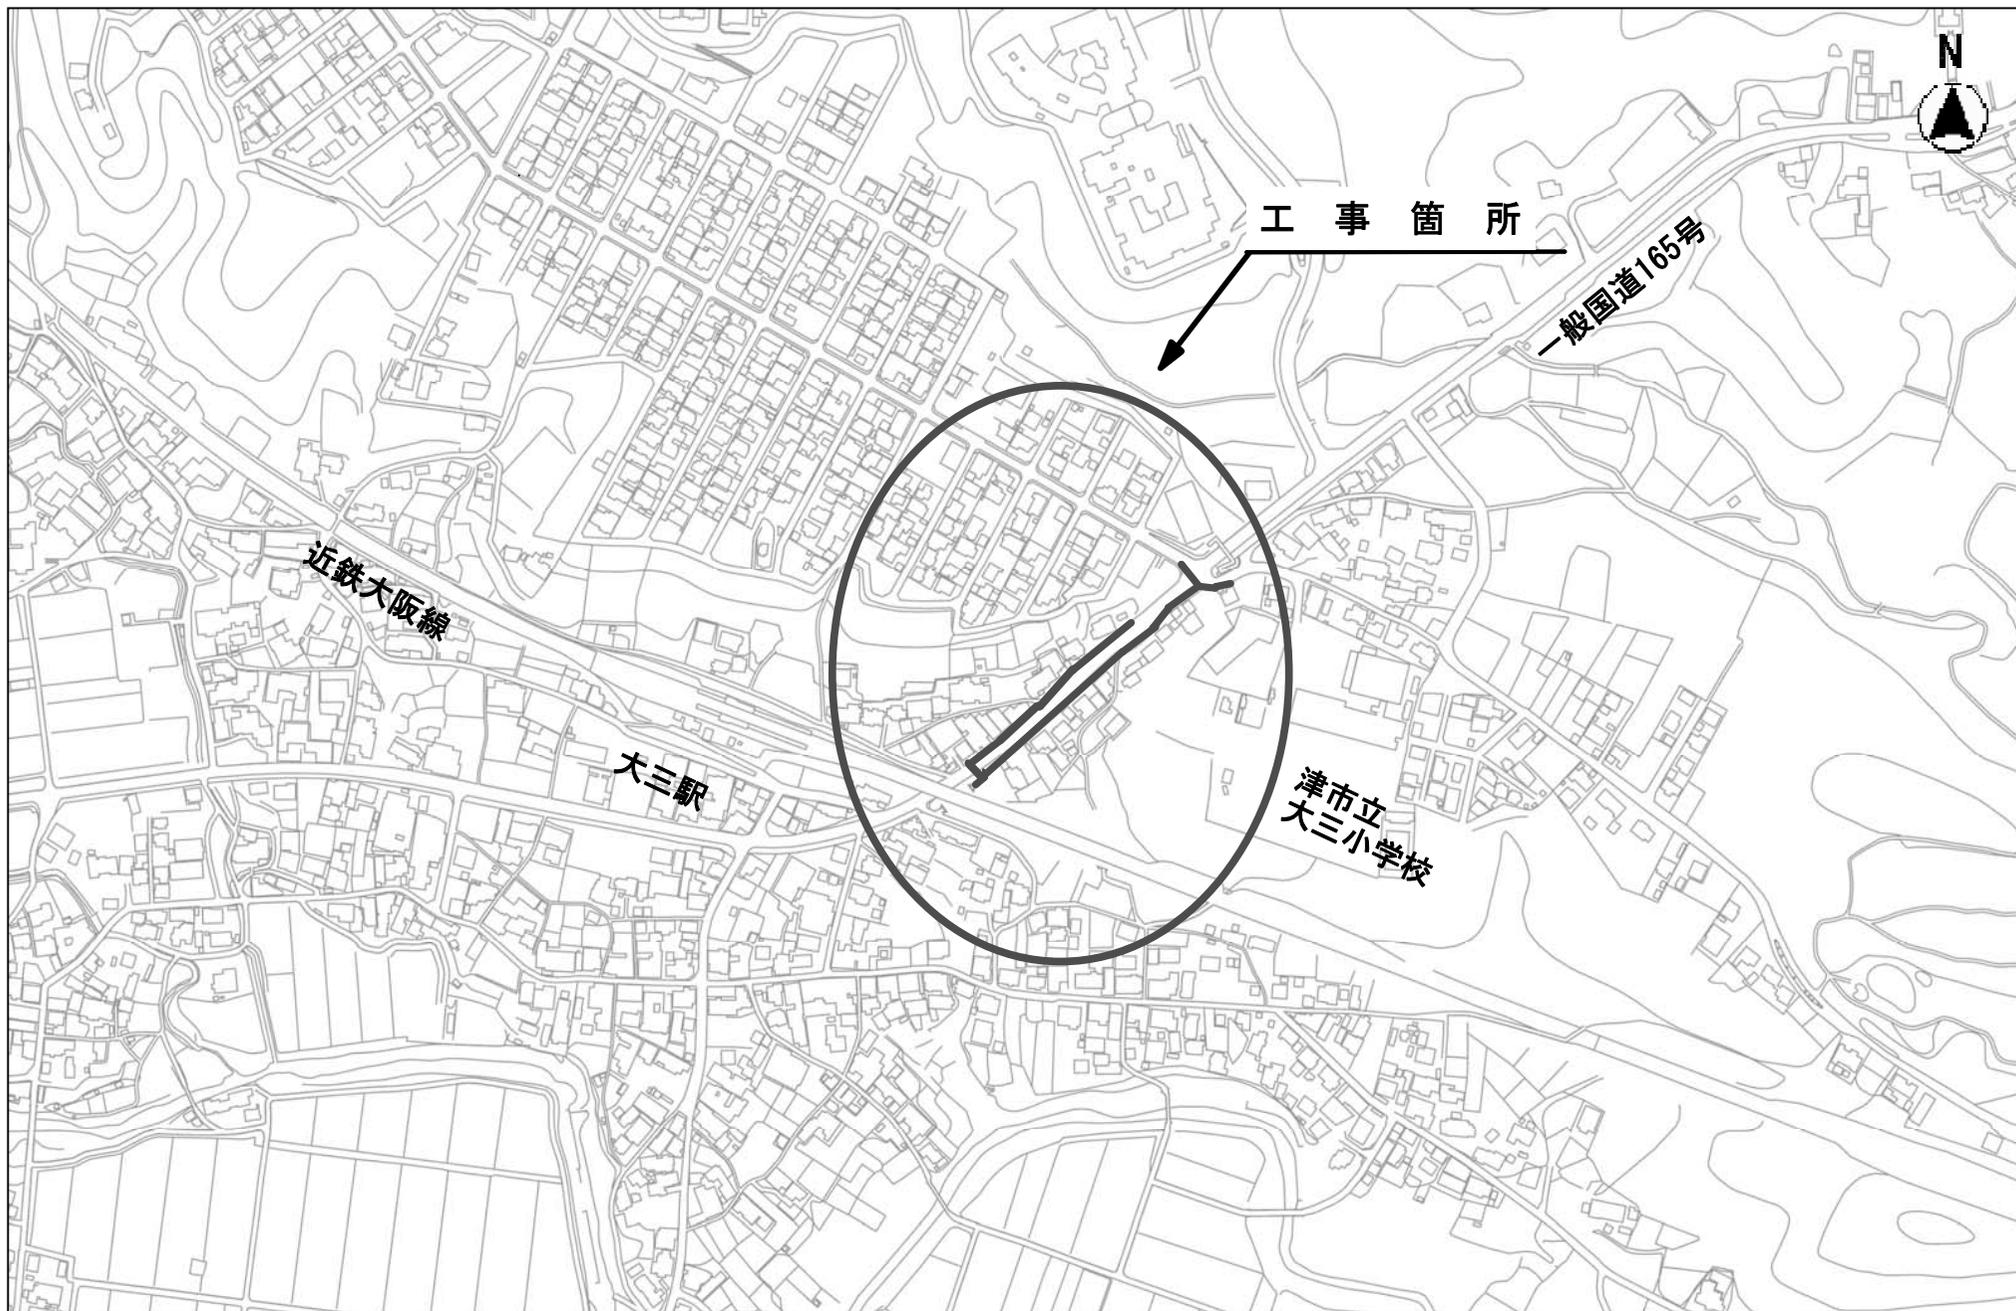 N
工事箇所
一般国道165号
近鉄大阪線
大三駅
津市立
大三小学校